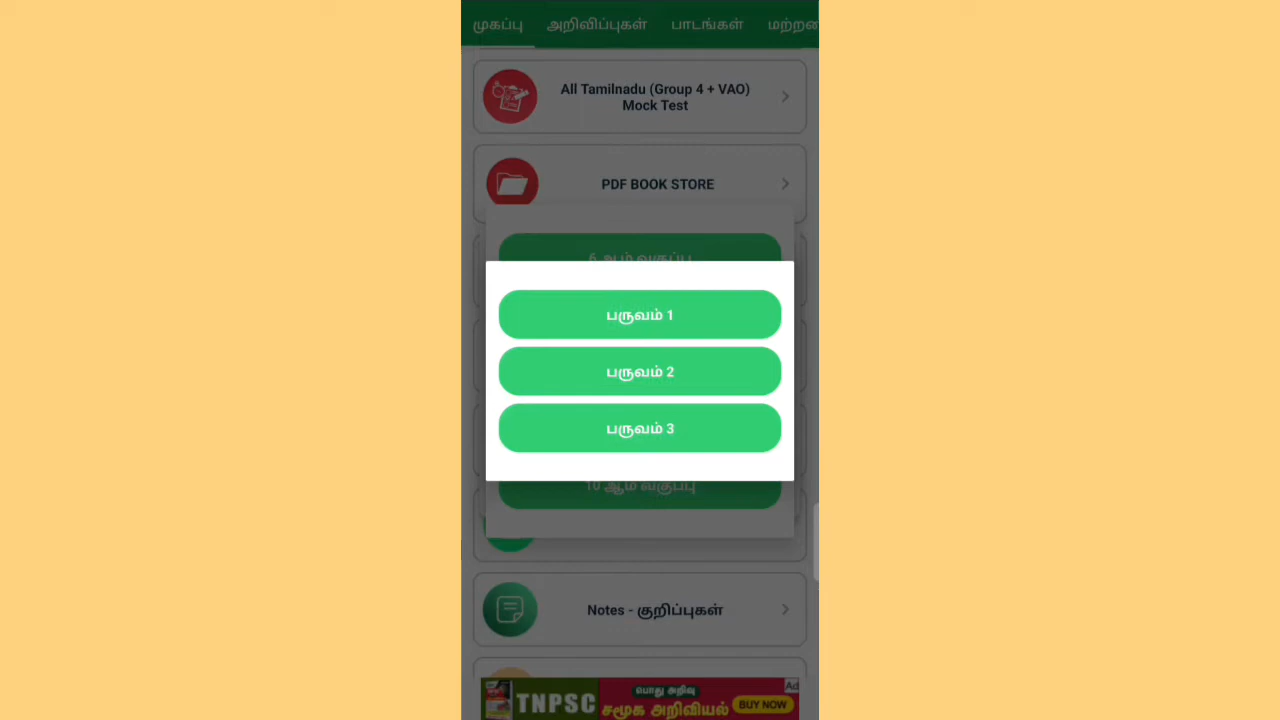 முகப்பு அறிவிப்புகள் பாடங்கள்
All Tamilnadu (Group 4 + VAO)
Mock Test
PDF BOOK STORE
6 ஆம் வகுப்பு
பருவம் 1
பருவம் 2
பருவம் 3
10 ஆம் வகுப்பு
Notes - குறிப்புகள்
TNPSC
பொது அறிவு
சமூக அறிவியல்
BUY NOW
Ad